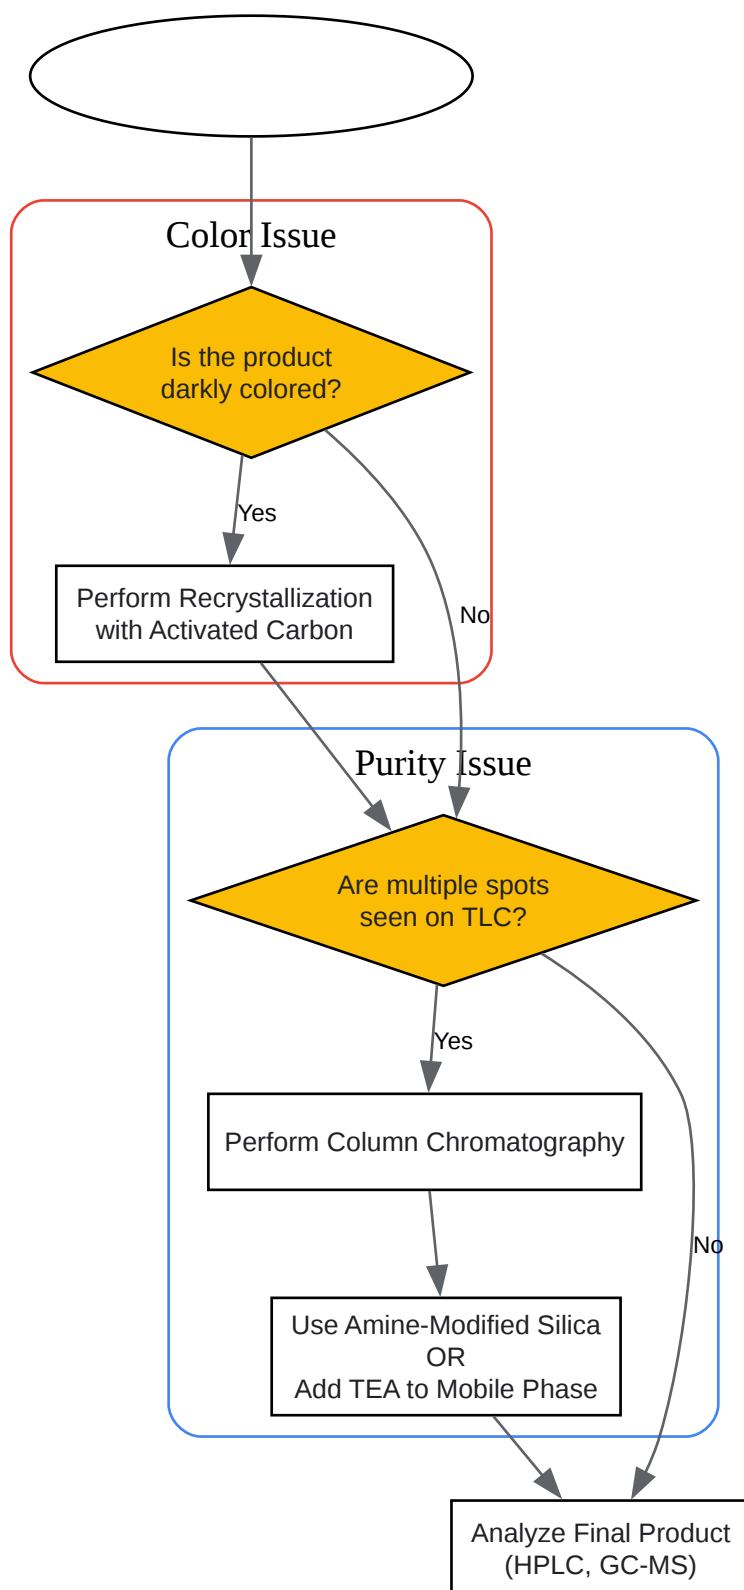 Color Issue
Is the product
darkly colored?
Yes
Perform Recrystallization
with Activated Carbon
No
Purity Issue
Are multiple spots
seen on TLC?
Yes
Perform Column Chromatography
No
Use Amine-Modified Silica
OR
Add TEA to Mobile Phase
Analyze Final Product
(HPLC, GC-MS)